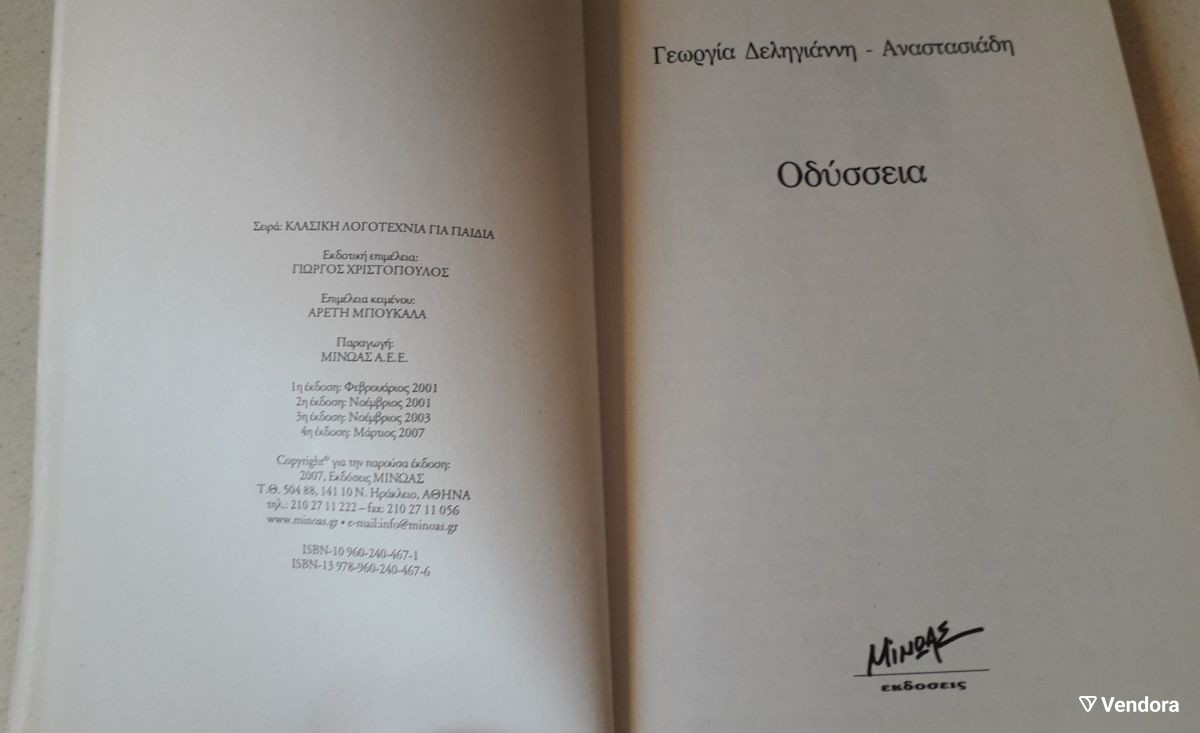 Σειρά: ΚΛΑΣΙΚΗ ΛΟΓΟΤΕΧΝΙΑ ΓΙΑ ΠΑΙΔΙΑ
Εκδοτική επιμέλεια:
ΓΙΩΡΓΟΣ ΧΡΙΣΤΟΠΟΥΛΟΣ
Επιμέλεια κειμένου:
ΑΡΕΤΗ ΜΠΟΥΚΑΛΑ
Παραγωγή:
ΜΙΝΩΑΣ Α.Ε.Ε.
1η έκδοση: Φεβρουάριος 2001
2η έκδοση: Νοέμβριος 2001
3η έκδοση: Νοέμβριος 2003
4η έκδοση: Μάρτιος 2007
Copyright© για την παρούσα έκδοση:
2007, Εκδόσεις ΜΙΝΩΑΣ
Τ.Θ. 504 88, 141 10 Ν. Ηράκλειο, ΑΘΗΝΑ
τηλ.: 210 27 11 222 – fax: 210 27 11 056
www.minoas.gr • e-mail:info@minoas.gr
ISBN-10 960-240-467-1
ISBN-13 978-960-240-467-6
Γεωργία Δεληγιάννη - Αναστασιάδη
Οδύσσεια
ΜΙΝΩΑΣ
εκδοσεις
Vendora